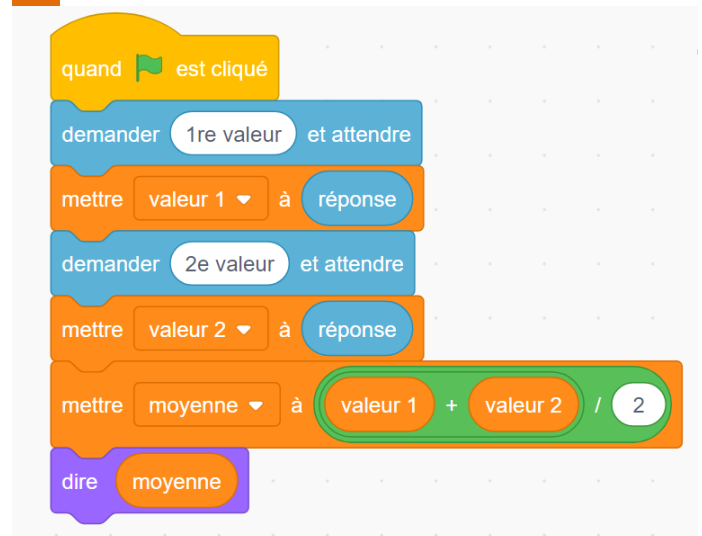 quand est cliqué
demander 1re valeur et attendre
mettre valeur 1 à réponse
demander 2e valeur et attendre
mettre valeur 2 à réponse
mettre moyenne à valeur 1 + valeur 2 / 2
dire moyenne